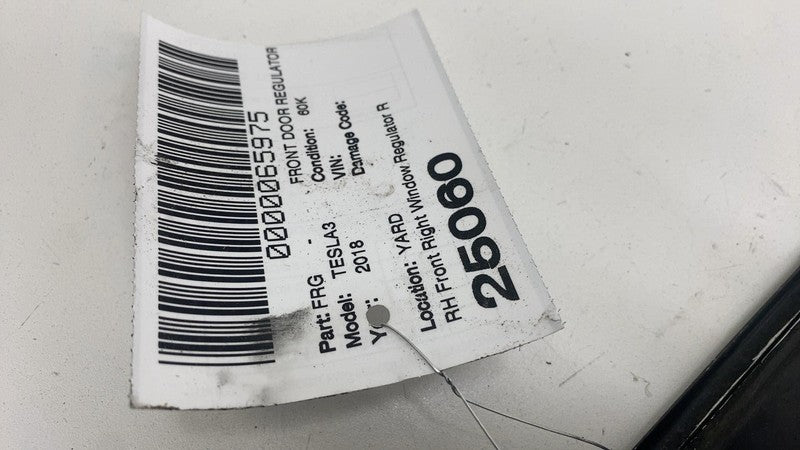 0000065975
FRONT DOOR REGULATOR
Part: FRG -
Condition: 60K
Model: TESLA3
VIN:
2018
Damage Code:
Location: YARD
RH Front Right Window Regulator R
25060